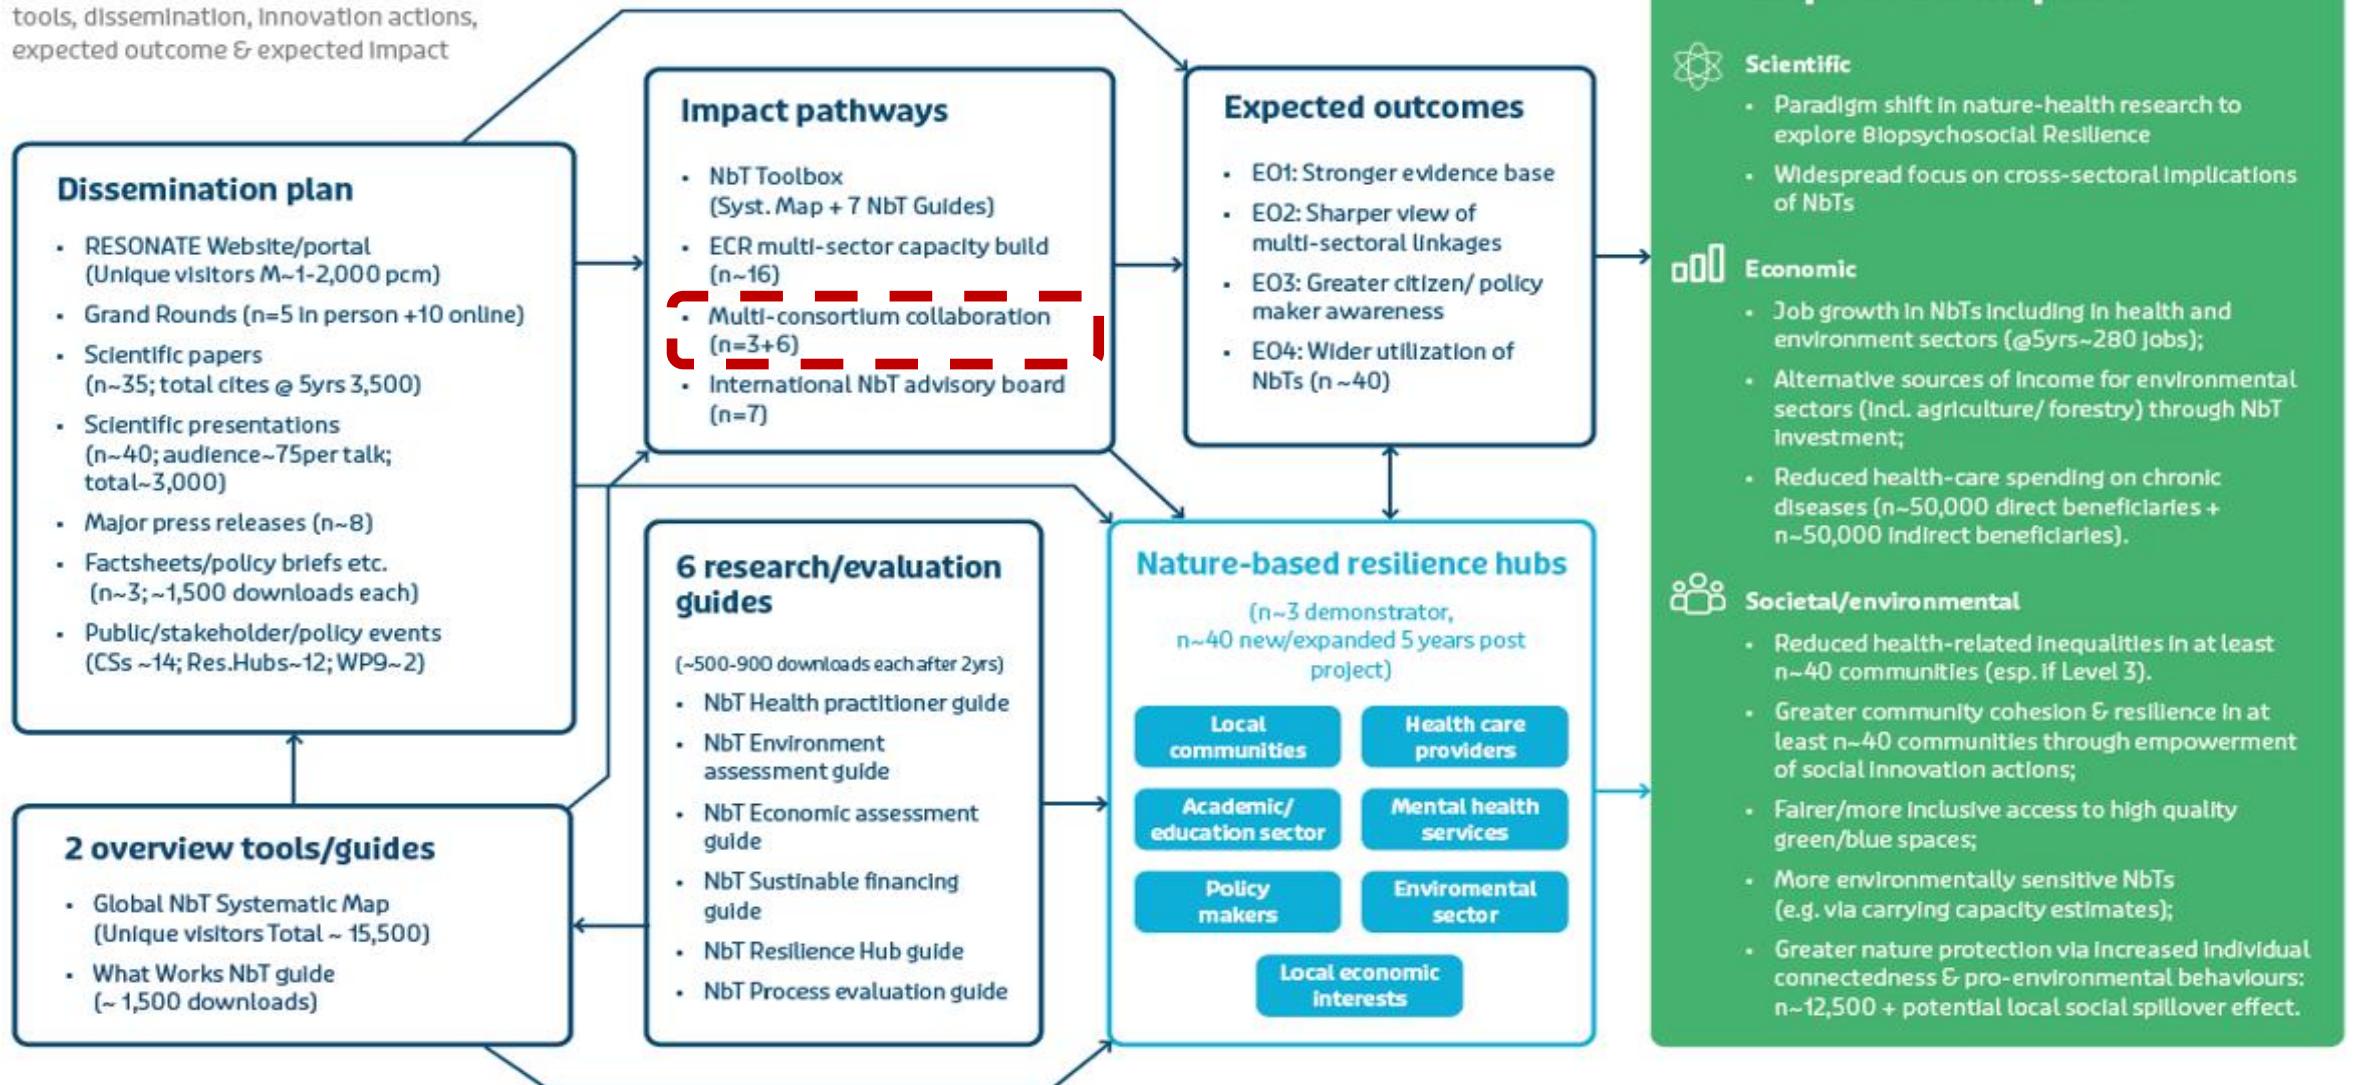 tools, dissemination, innovation actions,
expected outcome & expected impact
Dissemination plan
• RESONATE Website/portal
(Unique visitors M~1-2,000 pcm)
• Grand Rounds (n=5 in person +10 online)
• Scientific papers
(n~35; total cites @ 5yrs 3,500)
• Scientific presentations
(n~40; audience~75per talk;
total~3,000)
• Major press releases (n~8)
• Factsheets/policy briefs etc.
(n~3; ~1,500 downloads each)
• Public/stakeholder/policy events
(CSs ~14; Res.Hubs~12; WP9~2)
2 overview tools/guides
• Global NbT Systematic Map
(Unique visitors Total ~ 15,500)
• What Works NbT guide
(~ 1,500 downloads)
Impact pathways
• NbT Toolbox
(Syst. Map + 7 NbT Guides)
• ECR multi-sector capacity build
(n~16)
• Multi-consortium collaboration
(n=3+6)
• International NbT advisory board
(n=7)
6 research/evaluation
guides
(~500-900 downloads each after 2yrs)
• NbT Health practitioner guide
• NbT Environment
assessment guide
• NbT Economic assessment
guide
• NbT Sustinable financing
guide
• NbT Resilience Hub guide
• NbT Process evaluation guide
Expected outcomes
• EO1: Stronger evidence base
• EO2: Sharper view of
multi-sectoral linkages
• EO3: Greater citizen/ policy
maker awareness
• EO4: Wider utilization of
NbTs (n ~40)
Nature-based resilience hubs
(n~3 demonstrator,
n~40 new/expanded 5 years post
project)
Local
communities
Health care
providers
Academic/
education sector
Mental health
services
Policy
makers
Enviromental
sector
Local economic
interests
Scientific
• Paradigm shift in nature-health research to
explore Biopsychosocial Resilience
• Widespread focus on cross-sectoral implications
of NbTs
Economic
• Job growth in NbTs including in health and
environment sectors (@5yrs~280 jobs);
• Alternative sources of income for environmental
sectors (incl. agriculture/ forestry) through NbT
investment;
• Reduced health-care spending on chronic
diseases (n~50,000 direct beneficiaries +
n~50,000 indirect beneficiaries).
Societal/environmental
• Reduced health-related inequalities in at least
n~40 communities (esp. if Level 3).
• Greater community cohesion & resilience in at
least n~40 communities through empowerment
of social innovation actions;
• Fairer/more inclusive access to high quality
green/blue spaces;
• More environmentally sensitive NbTs
(e.g. via carrying capacity estimates);
• Greater nature protection via increased individual
connectedness & pro-environmental behaviours:
n~12,500 + potential local social spillover effect.